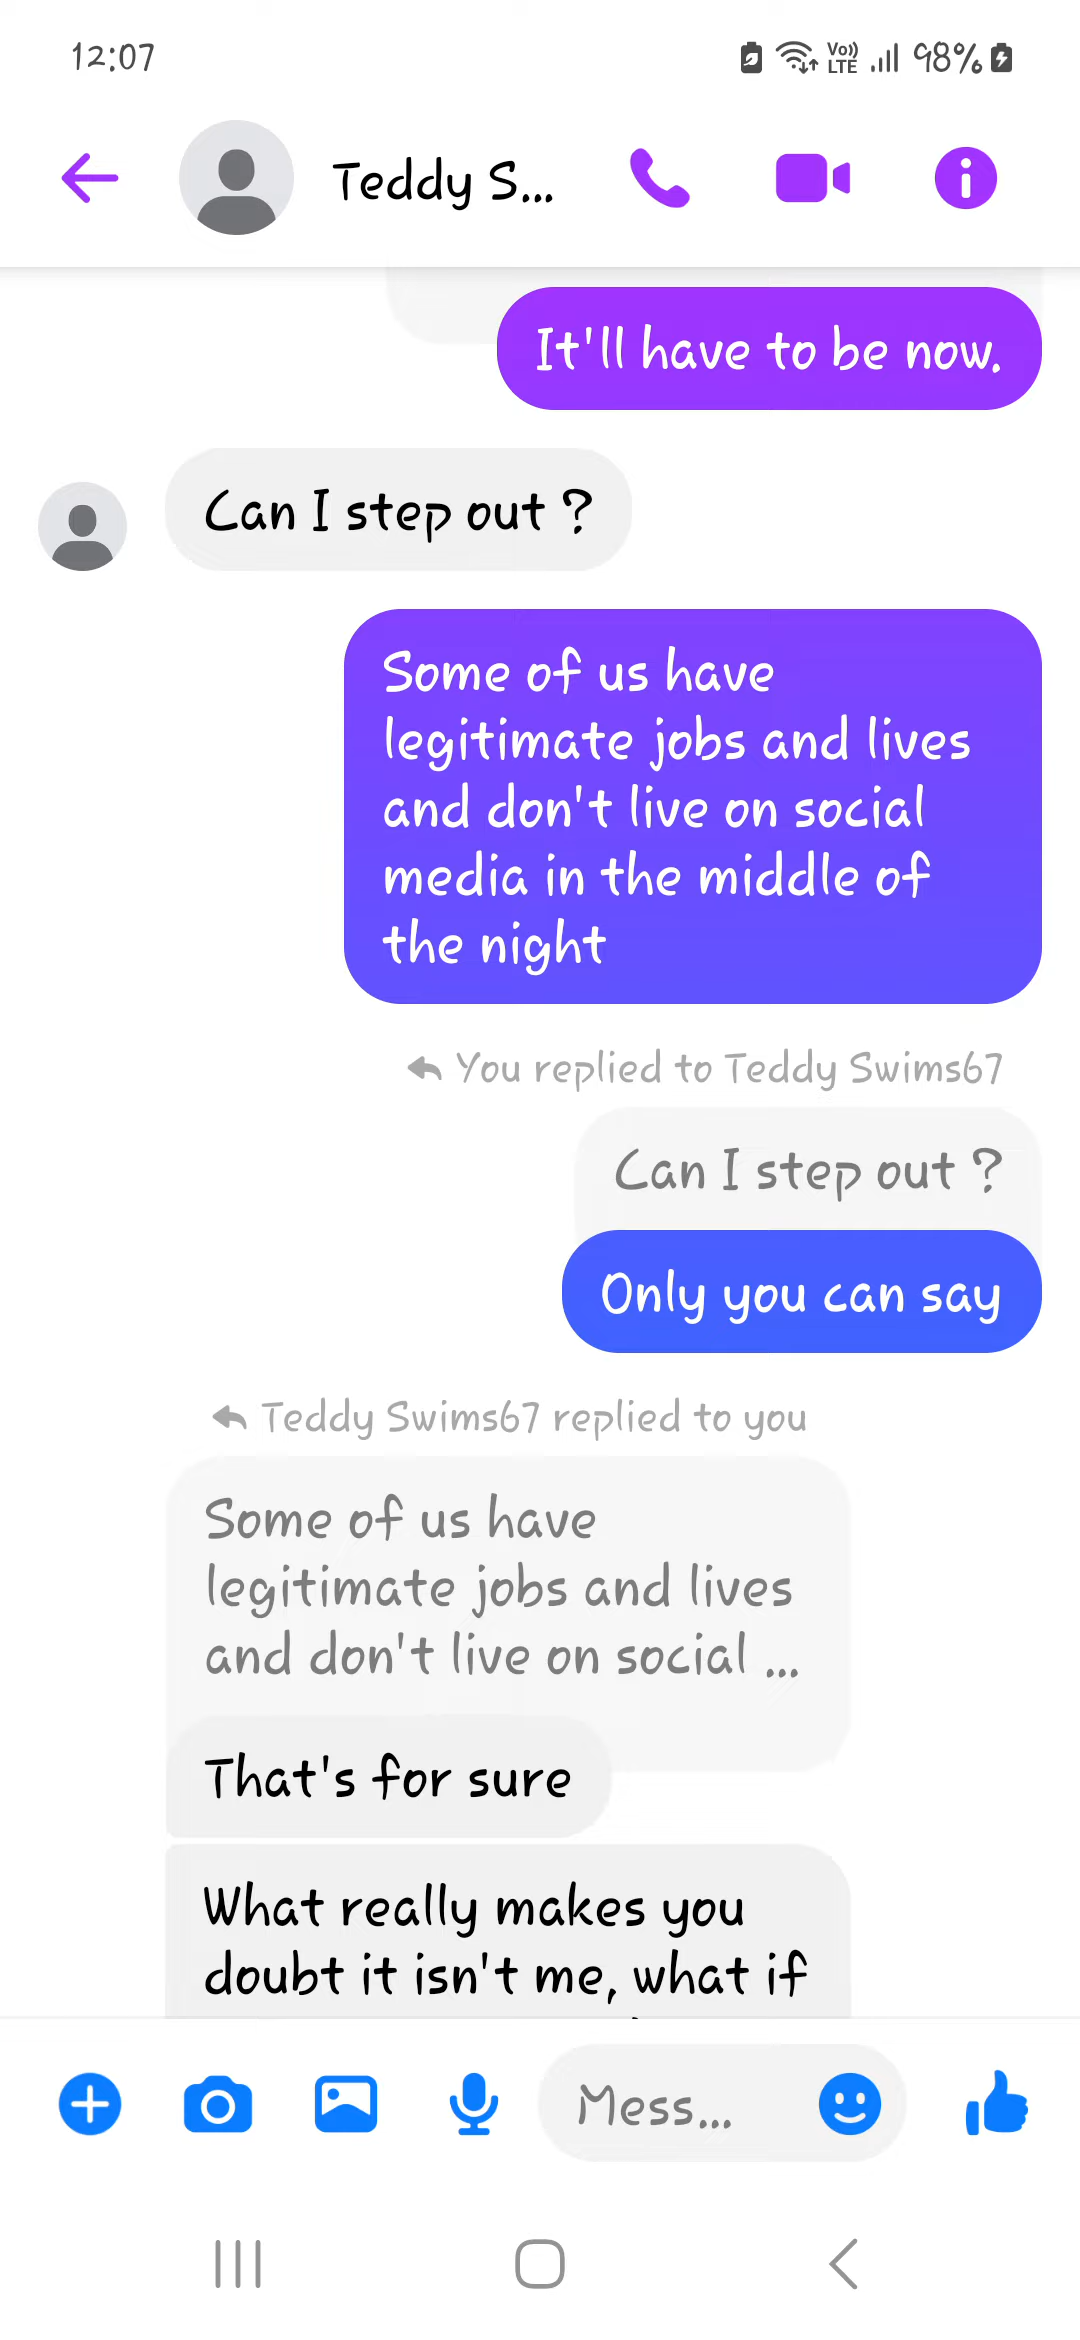 12:07
Vo)) LTE 98%
Teddy S...
It'll have to be now.
Can I step out ?
Some of us have
legitimate jobs and lives
and don't live on social
media in the middle of
the night
You replied to Teddy Swims67
Can I step out ?
Only you can say
Teddy Swims67 replied to you
Some of us have
legitimate jobs and lives
and don't live on social ...
That's for sure
What really makes you
doubt it isn't me, what if
Mess...